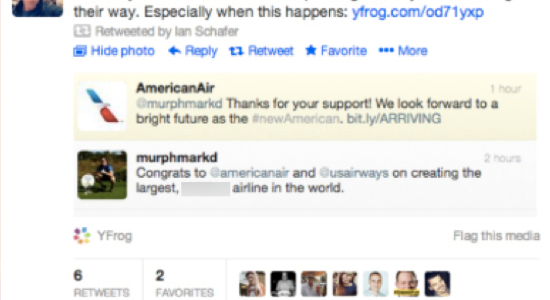 their way. Especially when this happens: yfrog.com/od71yxp
Retweeted by Ian Schafer
Hide photo Reply Retweet Favorite More
AmericanAir 1 hour
@murphmarkd Thanks for your support! We look forward to a
bright future as the #newAmerican. bit.ly/ARRIVING
murphmarkd 2 hours
Congrats to @americanair and @usairways on creating the
largest, airline in the world.
YFrog Flag this media
6 2
RETWEETS FAVORITES